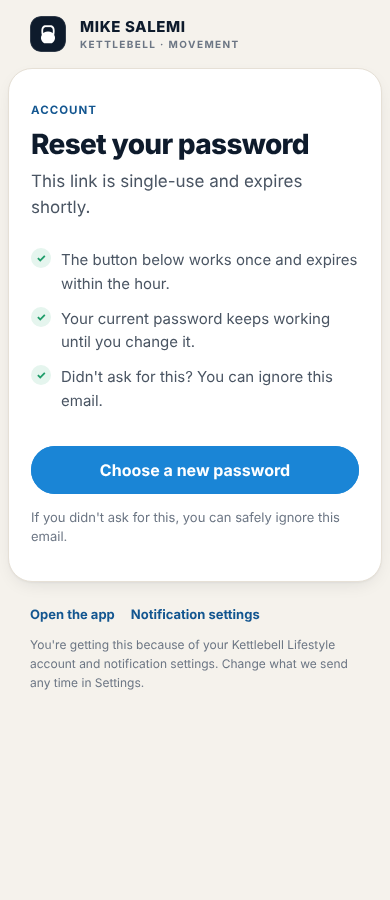 MIKE SALEMI
KETTLEBELL · MOVEMENT
ACCOUNT
Reset your password
This link is single-use and expires
shortly.
The button below works once and expires
within the hour.
Your current password keeps working
until you change it.
Didn't ask for this? You can ignore this
email.
Choose a new password
If you didn't ask for this, you can safely ignore this
email.
Open the app Notification settings
You're getting this because of your Kettlebell Lifestyle
account and notification settings. Change what we send
any time in Settings.